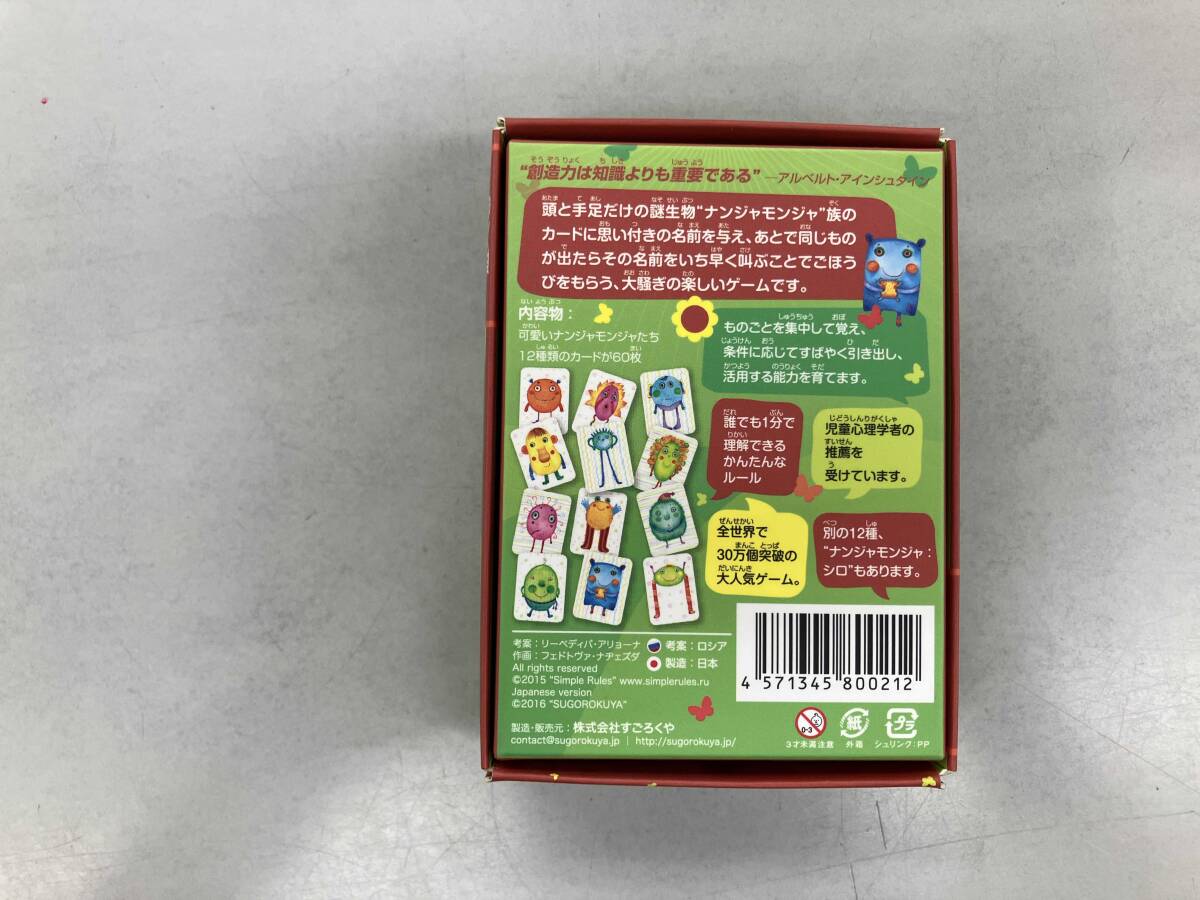 “創造力は知識よりも重要である” —アルベルト・アインシュタイン
頭と手足だけの謎生物“ナンジャモンジャ”族の
カードに思い付きの名前を与え、あとで同じもの
が出たらその名前をいち早く叫ぶことでごほう
びをもらう、大騒ぎの楽しいゲームです。
内容物：
可愛いナンジャモンジャたち
12種類のカードが60枚
ものごとを集中して覚え、
条件に応じてすばやく引き出し、
活用する能力を育てます。
誰でも1分で
理解できる
かんたんな
ルール
児童心理学者の
推薦を
受けています。
全世界で
30万個突破の
大人気ゲーム。
別の12種、
“ナンジャモンジャ：
シロ”もあります。
考案：リーベディバ・アリョーナ
作画：フェドトヴァ・ナヂェズダ
考案：ロシア
製造：日本
All rights reserved
©2015 “Simple Rules” www.simplerules.ru
Japanese version
©2016 “SUGOROKUYA”
製造・販売元：株式会社すごろくや
contact@sugorokuya.jp | http://sugorokuya.jp/
4 571345 800212
0-3
紙
プラ
3才未満注意
外箱
シュリンク：PP